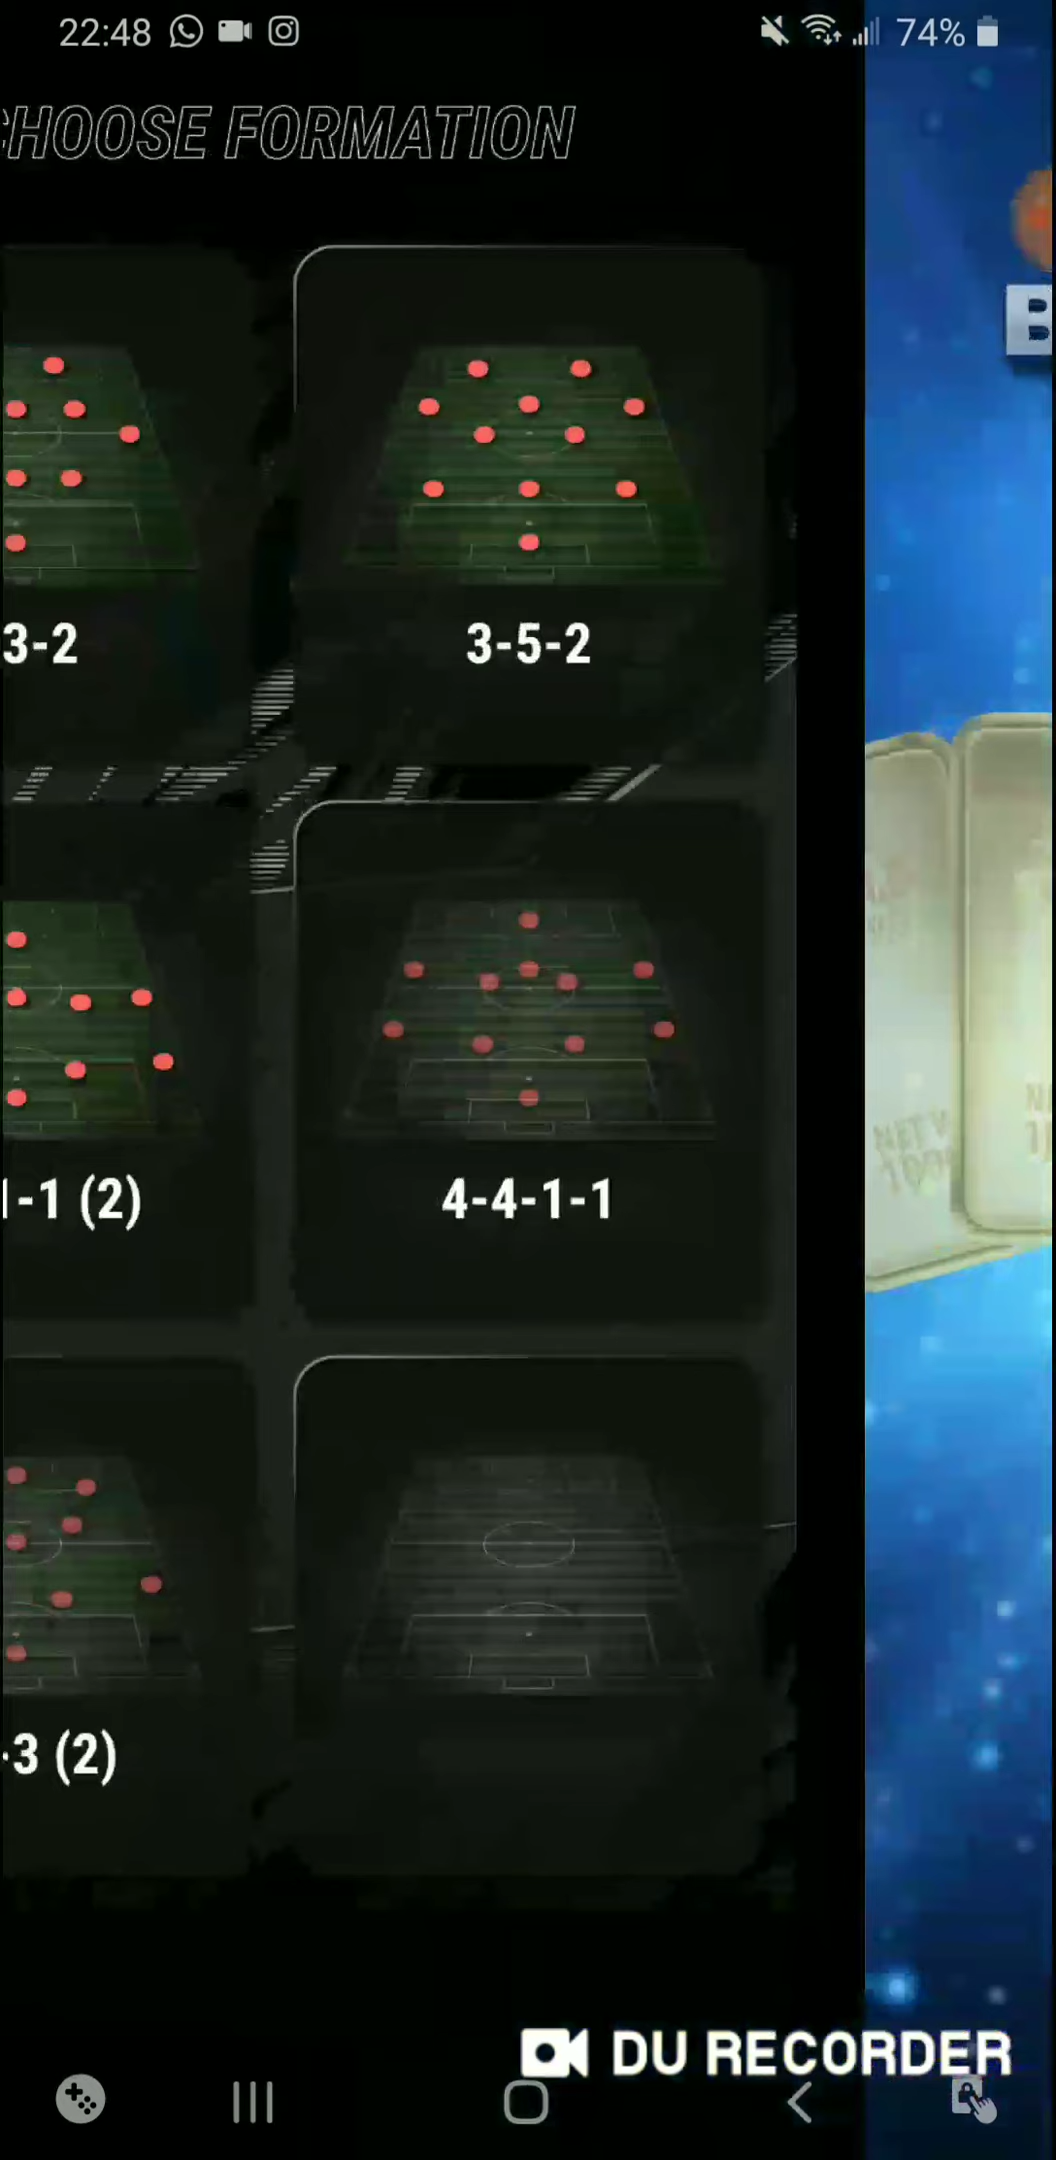 22:48
74%
CHOOSE FORMATION
B
3-2
3-5-2
1-1 (2)
4-4-1-1
-3 (2)
DU RECORDER